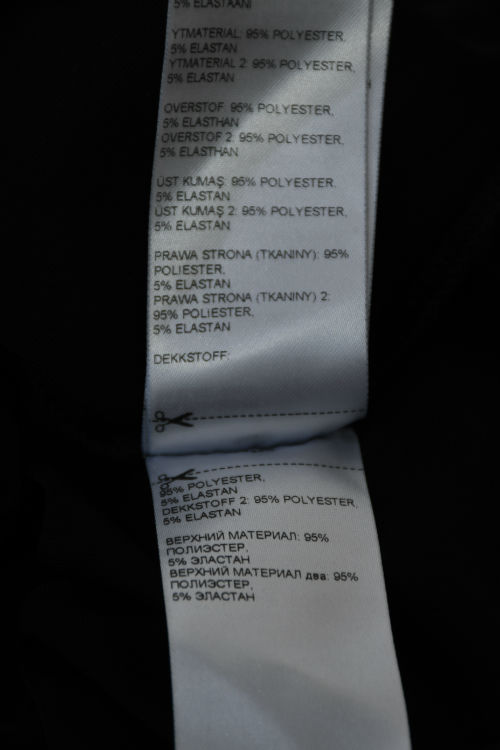 5% ELASTAANI
YTMATERIAL: 95% POLYESTER,
5% ELASTAN
YTMATERIAL 2: 95% POLYESTER,
5% ELASTAN
OVERSTOF: 95% POLYESTER,
5% ELASTHAN
OVERSTOF 2: 95% POLYESTER,
5% ELASTHAN
ÜST KUMAŞ: 95% POLYESTER.
5% ELASTAN
ÜST KUMAŞ 2: 95% POLYESTER,
5% ELASTAN
PRAWA STRONA (TKANINY): 95%
POLIESTER,
5% ELASTAN
PRAWA STRONA (TKANINY) 2:
95% POLIESTER,
5% ELASTAN
DEKKSTOFF:
95% POLYESTER,
5% ELASTAN
DEKKSTOFF 2: 95% POLYESTER,
5% ELASTAN
ВЕРХНИЙ МАТЕРИАЛ: 95%
ПОЛИЭСТЕР,
5% ЭЛАСТАН
ВЕРХНИЙ МАТЕРИАЛ два: 95%
ПОЛИЭСТЕР,
5% ЭЛАСТАН